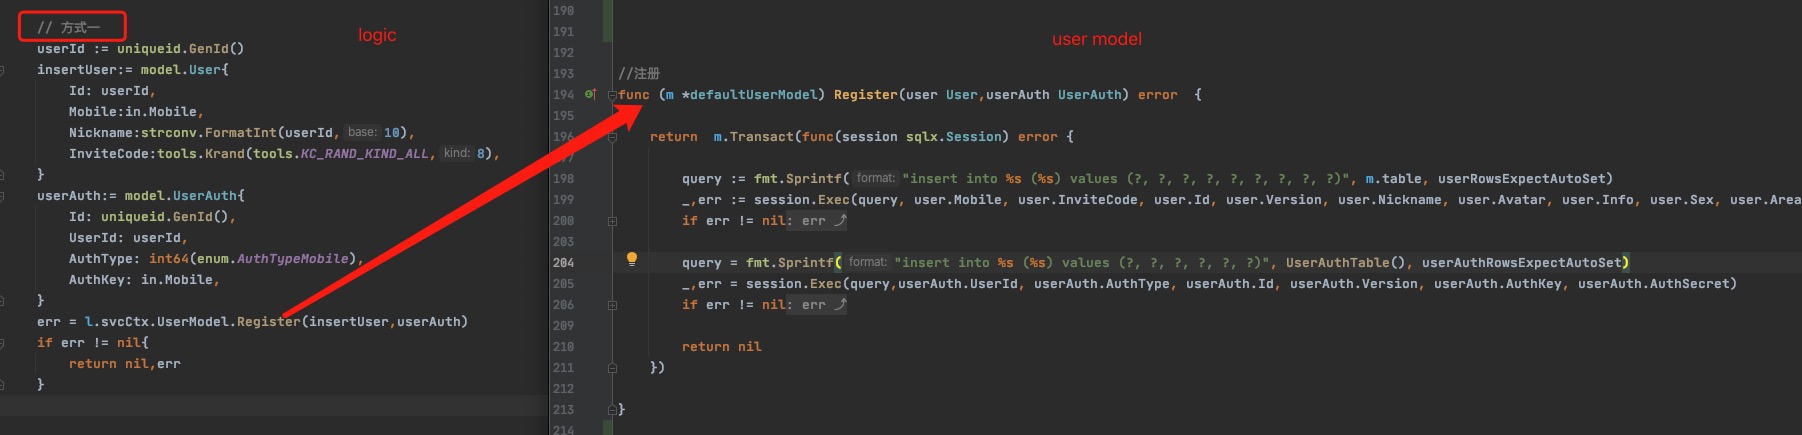 // 方式一
logic
userId := uniqueid.GenId()
insertUser:= model.User{
Id: userId,
Mobile:in.Mobile,
Nickname:strconv.FormatInt(userId, base: 10),
InviteCode:tools.Krand(tools.KC_RAND_KIND_ALL, kind: 8),
}
userAuth:= model.UserAuth{
Id: uniqueid.GenId(),
UserId: userId,
AuthType: int64(enum.AuthTypeMobile),
AuthKey: in.Mobile,
}
err = l.svcCtx.UserModel.Register(insertUser,userAuth)
if err != nil{
return nil,err
}
190
191
user model
192
193 //注册
194 func (m *defaultUserModel) Register(user User,userAuth UserAuth) error {
195
196 return m.Transact(func(session sqlx.Session) error {
198 query := fmt.Sprintf( format: "insert into %s (%s) values (?, ?, ?, ?, ?, ?, ?, ?, ?)", m.table, userRowsExpectAutoSet)
199 _,err := session.Exec(query, user.Mobile, user.InviteCode, user.Id, user.Version, user.Nickname, user.Avatar, user.Info, user.Sex, user.Area
200 if err != nil : err
203
204 query = fmt.Sprintf( format: "insert into %s (%s) values (?, ?, ?, ?, ?, ?)", UserAuthTable(), userAuthRowsExpectAutoSet)
205 _,err = session.Exec(query,userAuth.UserId, userAuth.AuthType, userAuth.Id, userAuth.Version, userAuth.AuthKey, userAuth.AuthSecret)
206 if err != nil : err
209
210 return nil
211 })
212
213 }
214